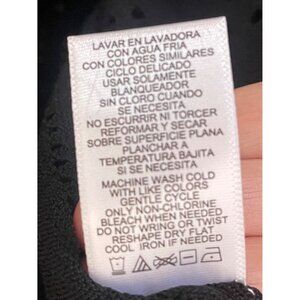 LAVAR EN LAVADORA
CON AGUA FRIA
CON COLORES SIMILARES
CICLO DELICADO
USAR SOLAMENTE
BLANQUEADOR
SIN CLORO CUANDO
SE NECESITA
NO ESCURRIR NI TORCER
REFORMAR Y SECAR
SOBRE SUPERFICIE PLANA
PLANCHAR A
TEMPERATURA BAJITA
SI SE NECESITA
MACHINE WASH COLD
WITH LIKE COLORS
GENTLE CYCLE
ONLY NON-CHLORINE
BLEACH WHEN NEEDED
DO NOT WRING OR TWIST
RESHAPE DRY FLAT
COOL IRON IF NEEDED